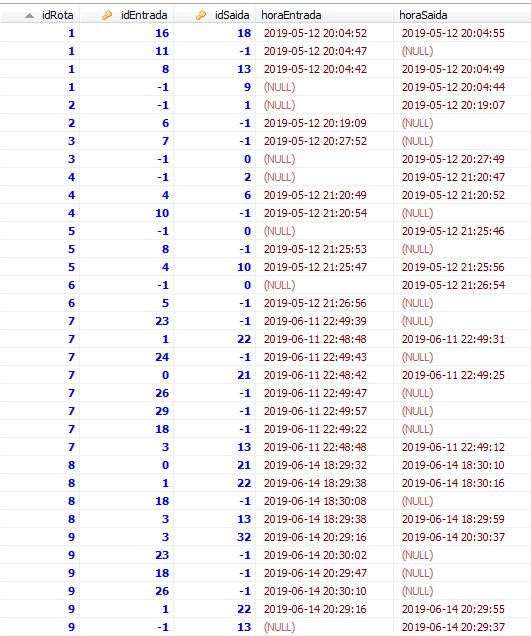 idRota idEntrada idSaida horaEntrada horaSaida
1 16 18 2019-05-12 20:04:52 2019-05-12 20:04:55
1 11 -1 2019-05-12 20:04:47 (NULL)
1 8 13 2019-05-12 20:04:42 2019-05-12 20:04:49
1 -1 9 (NULL) 2019-05-12 20:04:44
2 -1 1 (NULL) 2019-05-12 20:19:07
2 6 -1 2019-05-12 20:19:09 (NULL)
3 7 -1 2019-05-12 20:27:52 (NULL)
3 -1 0 (NULL) 2019-05-12 20:27:49
4 -1 2 (NULL) 2019-05-12 21:20:47
4 4 6 2019-05-12 21:20:49 2019-05-12 21:20:52
4 10 -1 2019-05-12 21:20:54 (NULL)
5 -1 0 (NULL) 2019-05-12 21:25:46
5 8 -1 2019-05-12 21:25:53 (NULL)
5 4 10 2019-05-12 21:25:47 2019-05-12 21:25:56
6 -1 0 (NULL) 2019-05-12 21:26:54
6 5 -1 2019-05-12 21:26:56 (NULL)
7 23 -1 2019-06-11 22:49:39 (NULL)
7 1 22 2019-06-11 22:48:48 2019-06-11 22:49:31
7 24 -1 2019-06-11 22:49:43 (NULL)
7 0 21 2019-06-11 22:48:42 2019-06-11 22:49:25
7 26 -1 2019-06-11 22:49:47 (NULL)
7 29 -1 2019-06-11 22:49:57 (NULL)
7 18 -1 2019-06-11 22:49:22 (NULL)
7 3 13 2019-06-11 22:48:48 2019-06-11 22:49:12
8 0 21 2019-06-14 18:29:32 2019-06-14 18:30:10
8 1 22 2019-06-14 18:29:38 2019-06-14 18:30:16
8 18 -1 2019-06-14 18:30:08 (NULL)
8 3 13 2019-06-14 18:29:38 2019-06-14 18:29:59
9 3 32 2019-06-14 20:29:16 2019-06-14 20:30:37
9 23 -1 2019-06-14 20:30:02 (NULL)
9 18 -1 2019-06-14 20:29:47 (NULL)
9 26 -1 2019-06-14 20:30:10 (NULL)
9 1 22 2019-06-14 20:29:16 2019-06-14 20:29:55
9 -1 13 (NULL) 2019-06-14 20:29:37